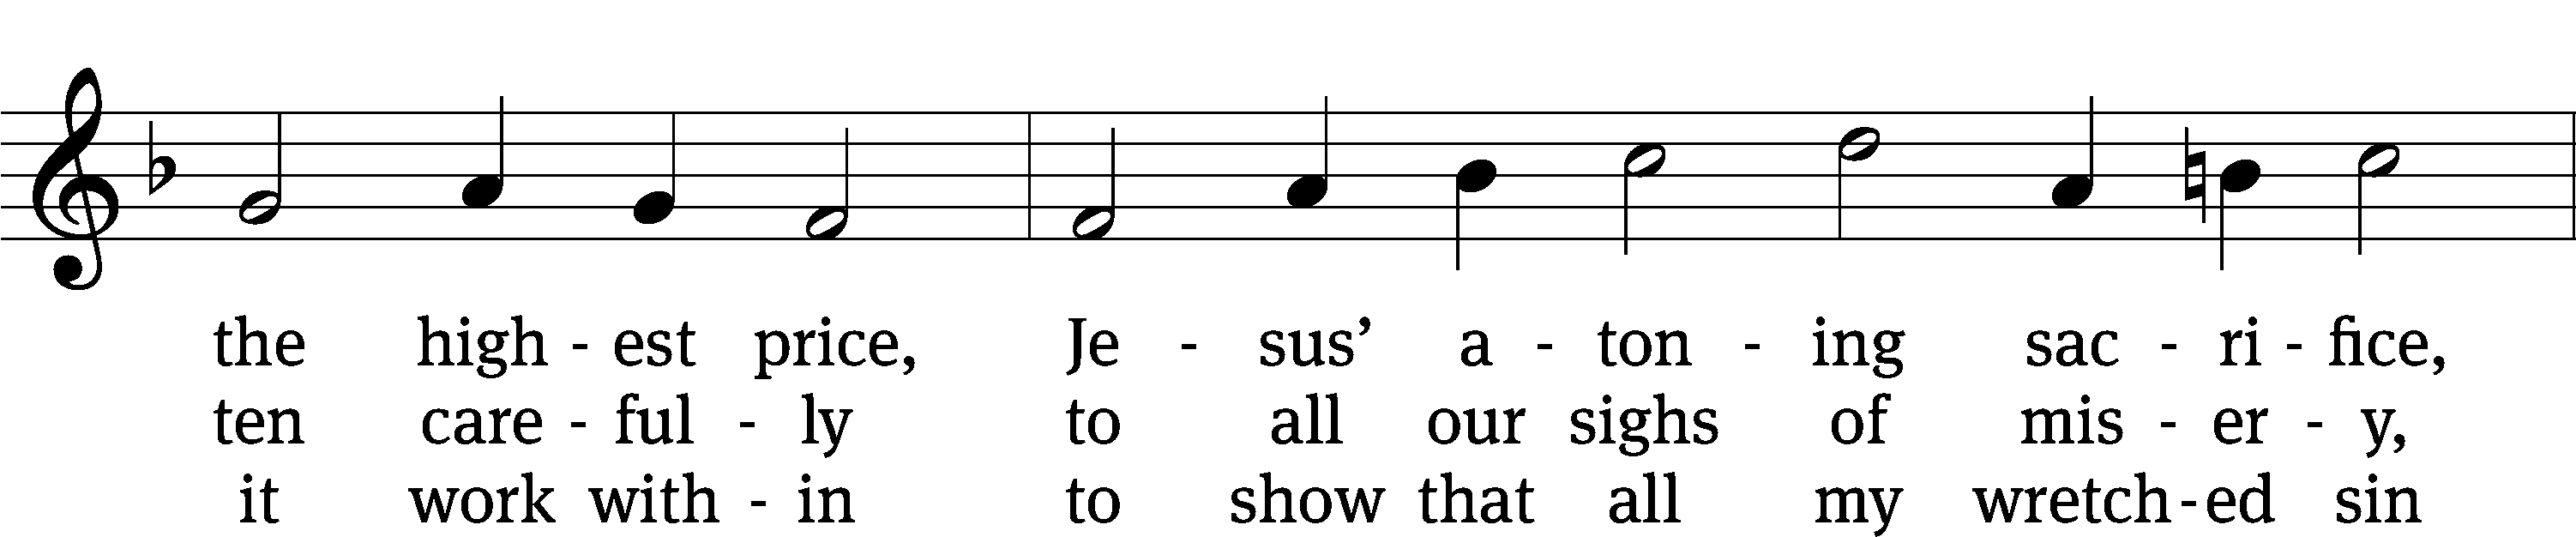 the high - est price, Je - sus’ a - ton - ing sac - ri - fice,
ten care - ful - ly to all our sighs of mis - er - y,
it work with - in to show that all my wretch - ed sin